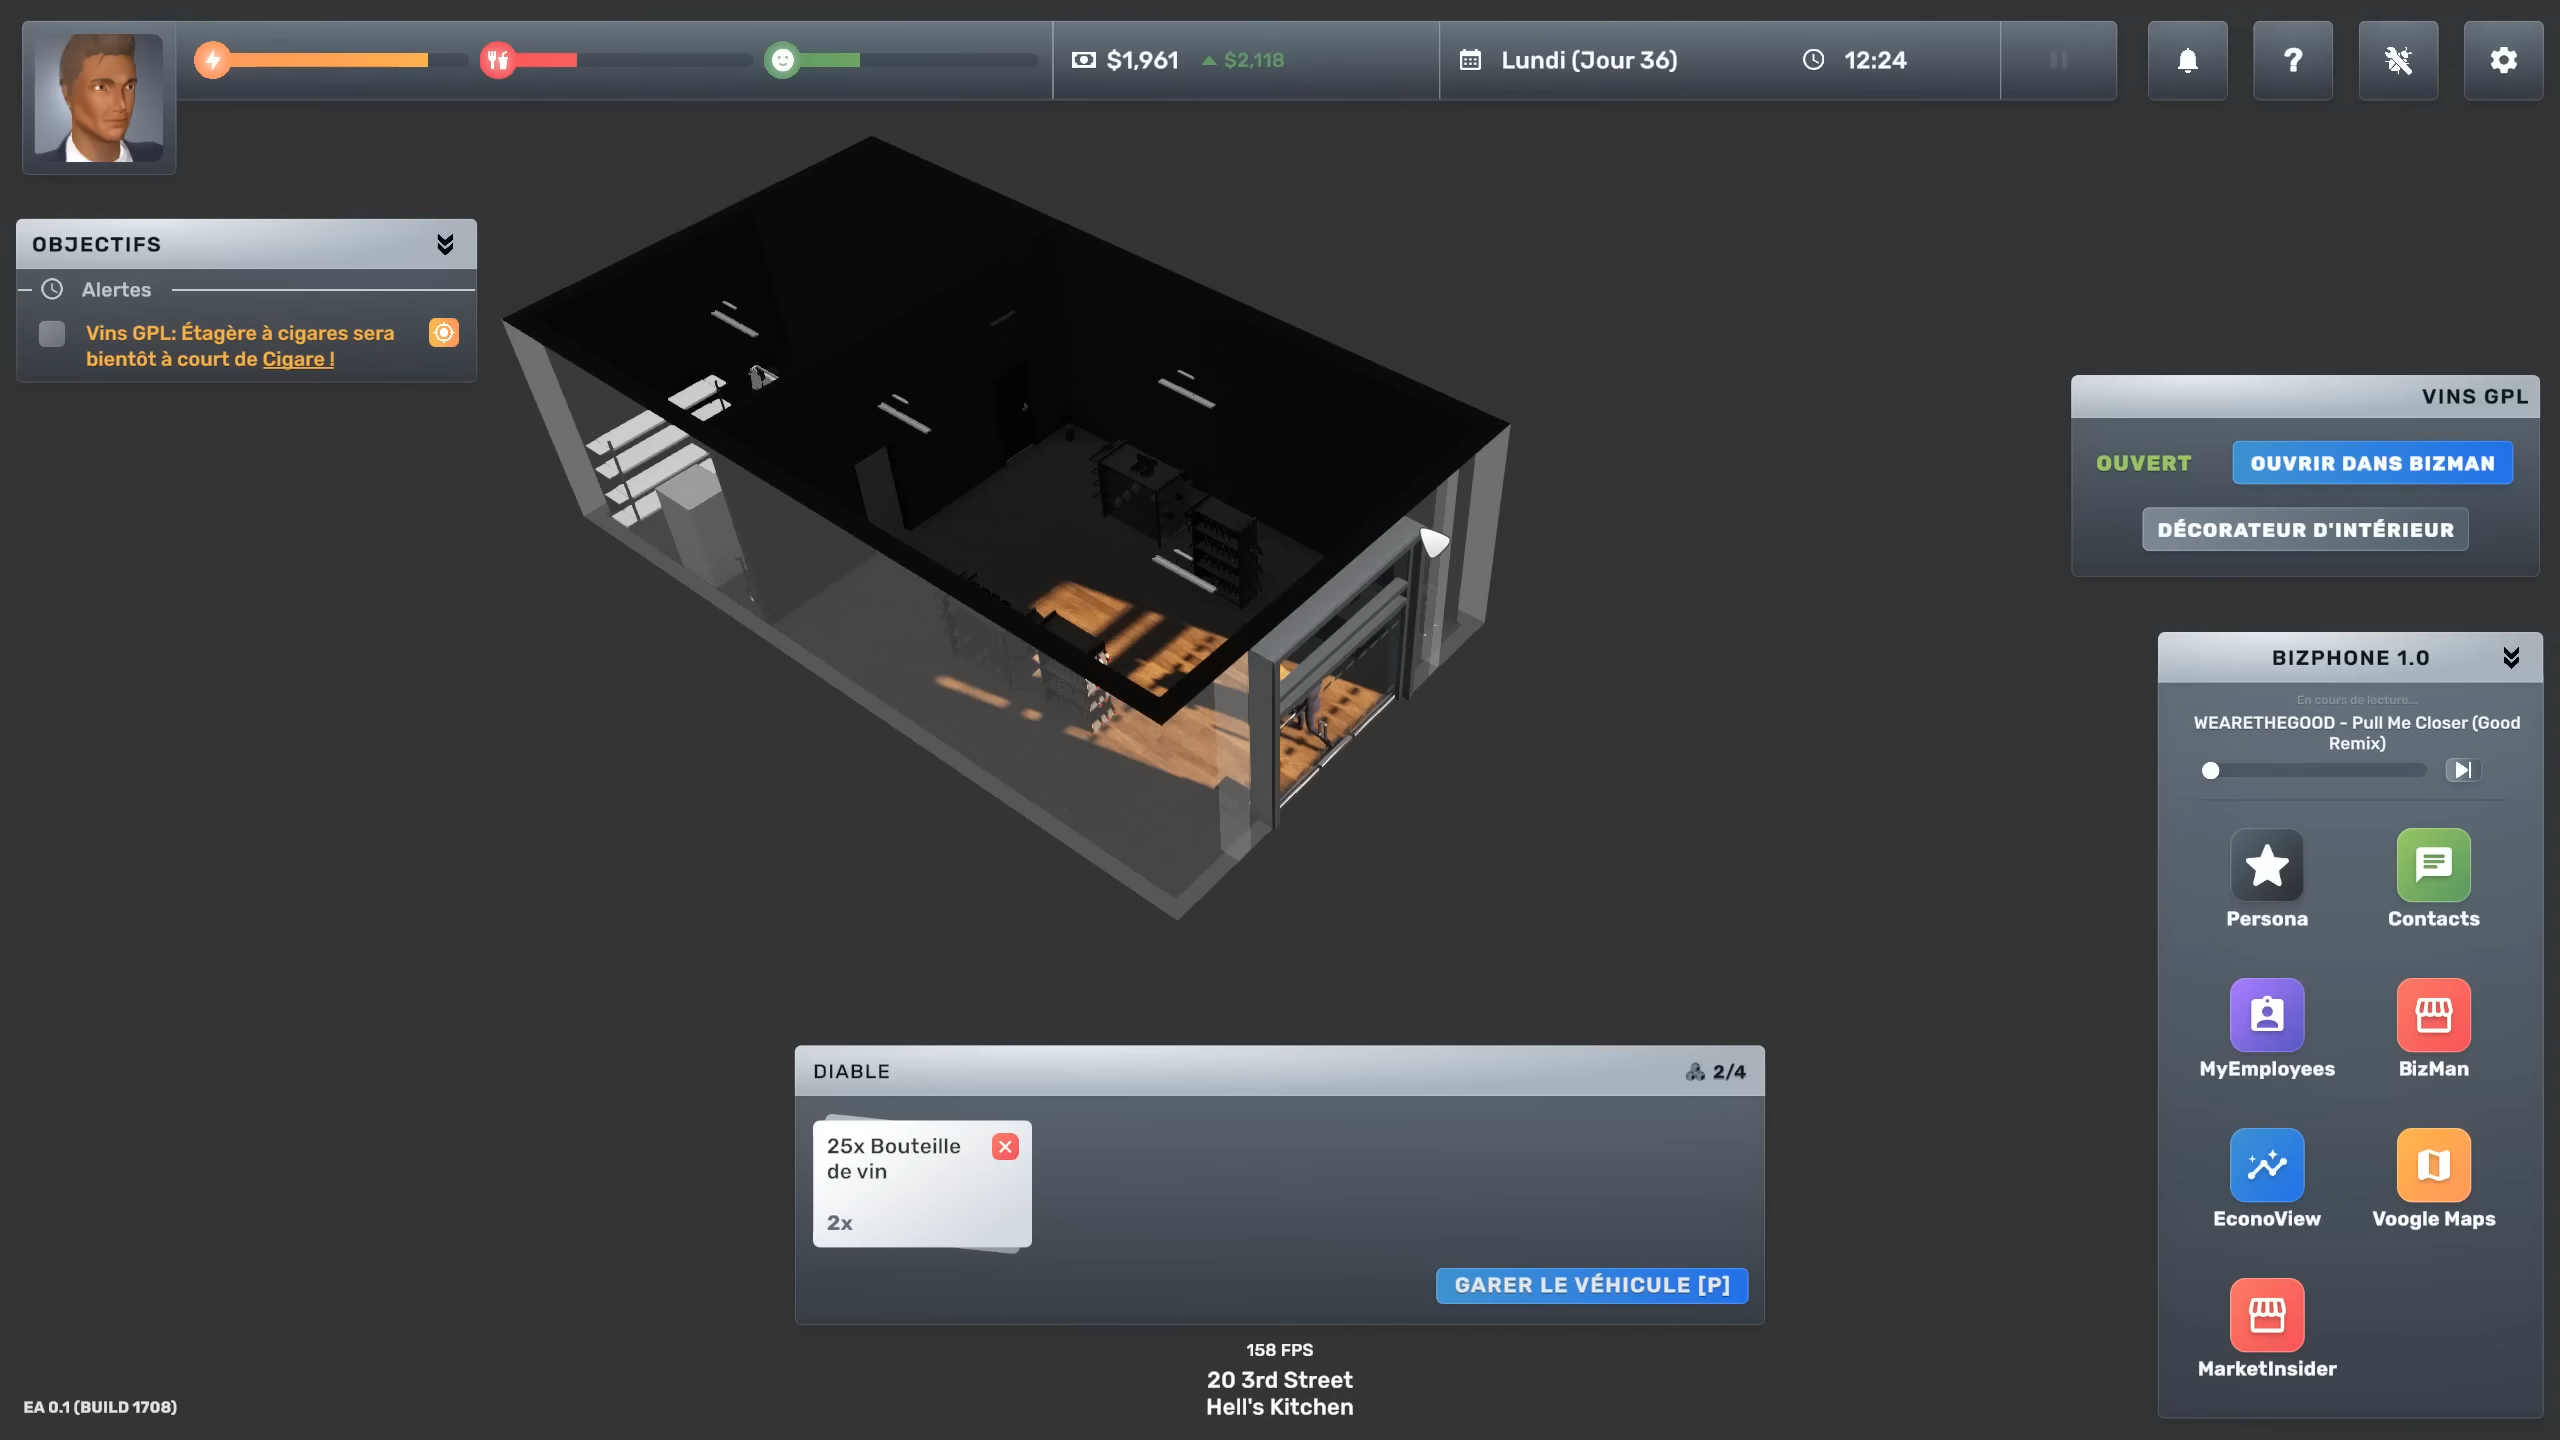 $1,961
$2,118
Lundi (Jour 36)
12:24
?
OBJECTIFS
Alertes
Vins GPL: Étagère à cigares sera
bientôt à court de Cigare !
VINS GPL
OUVERT
OUVRIR DANS BIZMAN
DÉCORATEUR D'INTÉRIEUR
BIZPHONE 1.0
En cours de lecture...
WEARETHEGOOD - Pull Me Closer (Good
Remix)
Persona
Contacts
MyEmployees
BizMan
EconoView
Voogle Maps
MarketInsider
DIABLE
2/4
25x Bouteille
de vin
2x
GARER LE VÉHICULE [P]
158 FPS
20 3rd Street
Hell's Kitchen
EA 0.1 (BUILD 1708)